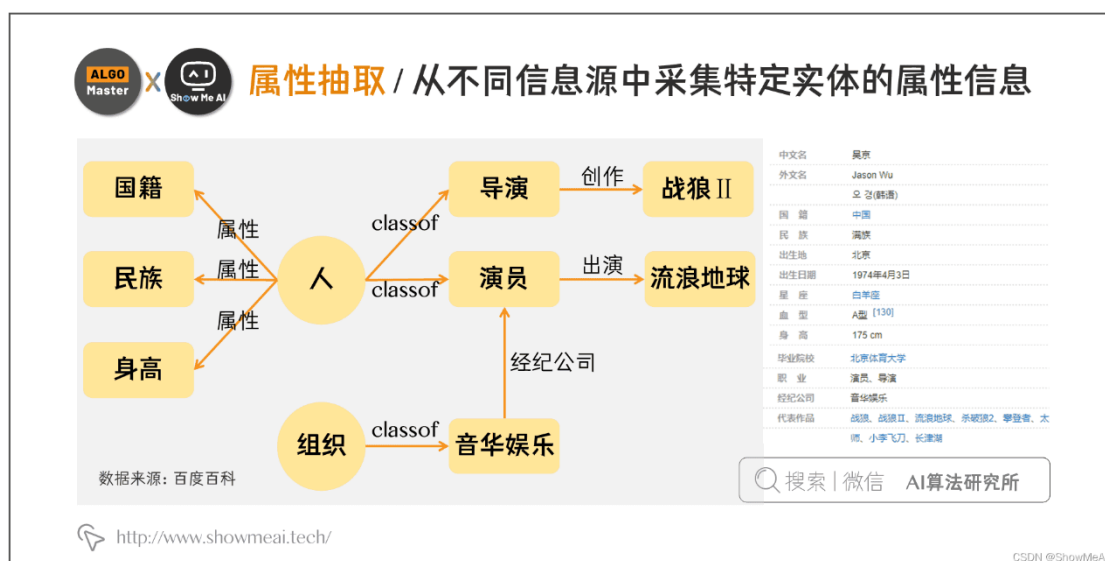 ALGO
Master
X
Show Me AI
属性抽取 / 从不同信息源中采集特定实体的属性信息
国籍
导演
创作
战狼 II
属性
classof
民族
属性
人
classof
演员
出演
流浪地球
属性
身高
经纪公司
组织
classof
音华娱乐
数据来源：百度百科
中文名 吴京
外文名 Jason Wu
오 경(韩语)
国 籍 中国
民 族 满族
出生地 北京
出生日期 1974年4月3日
星 座 白羊座
血 型 A型 [130]
身 高 175 cm
毕业院校 北京体育大学
职 业 演员、导演
经纪公司 音华娱乐
代表作品 战狼、战狼II、流浪地球、杀破狼2、攀登者、太
师、小李飞刀、长津湖
搜索 | 微信 AI算法研究所
http://www.showmeai.tech/
CSDN @ShowMeAI